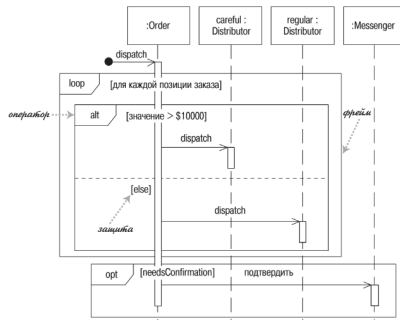 :Order
careful :
Distributor
regular :
Distributor
:Messenger
dispatch
loop
[для каждой позиции заказа]
оператор
alt
[значение > $10000]
фрейм
dispatch
[else]
dispatch
защита
opt
[needsConfirmation]
подтвердить